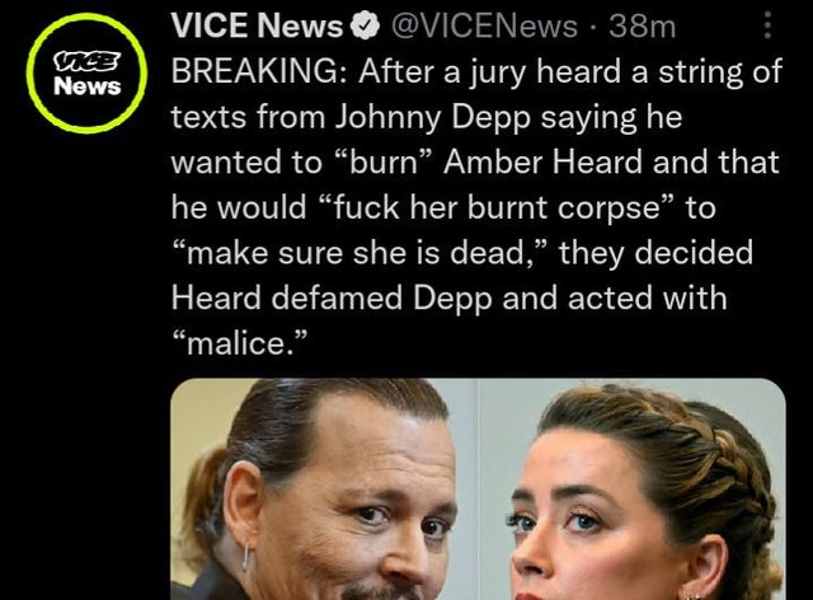 VICE News @VICENews · 38m
VICE
News
BREAKING: After a jury heard a string of
texts from Johnny Depp saying he
wanted to “burn” Amber Heard and that
he would “fuck her burnt corpse” to
“make sure she is dead,” they decided
Heard defamed Depp and acted with
“malice.”